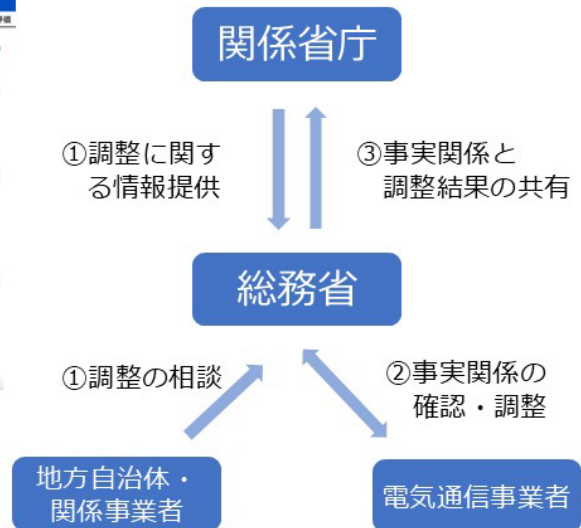 関係省庁
①調整に関す
る情報提供
③事実関係と
調整結果の共有
総務省
①調整の相談
②事実関係の
確認・調整
地方自治体・
関係事業者
電気通信事業者